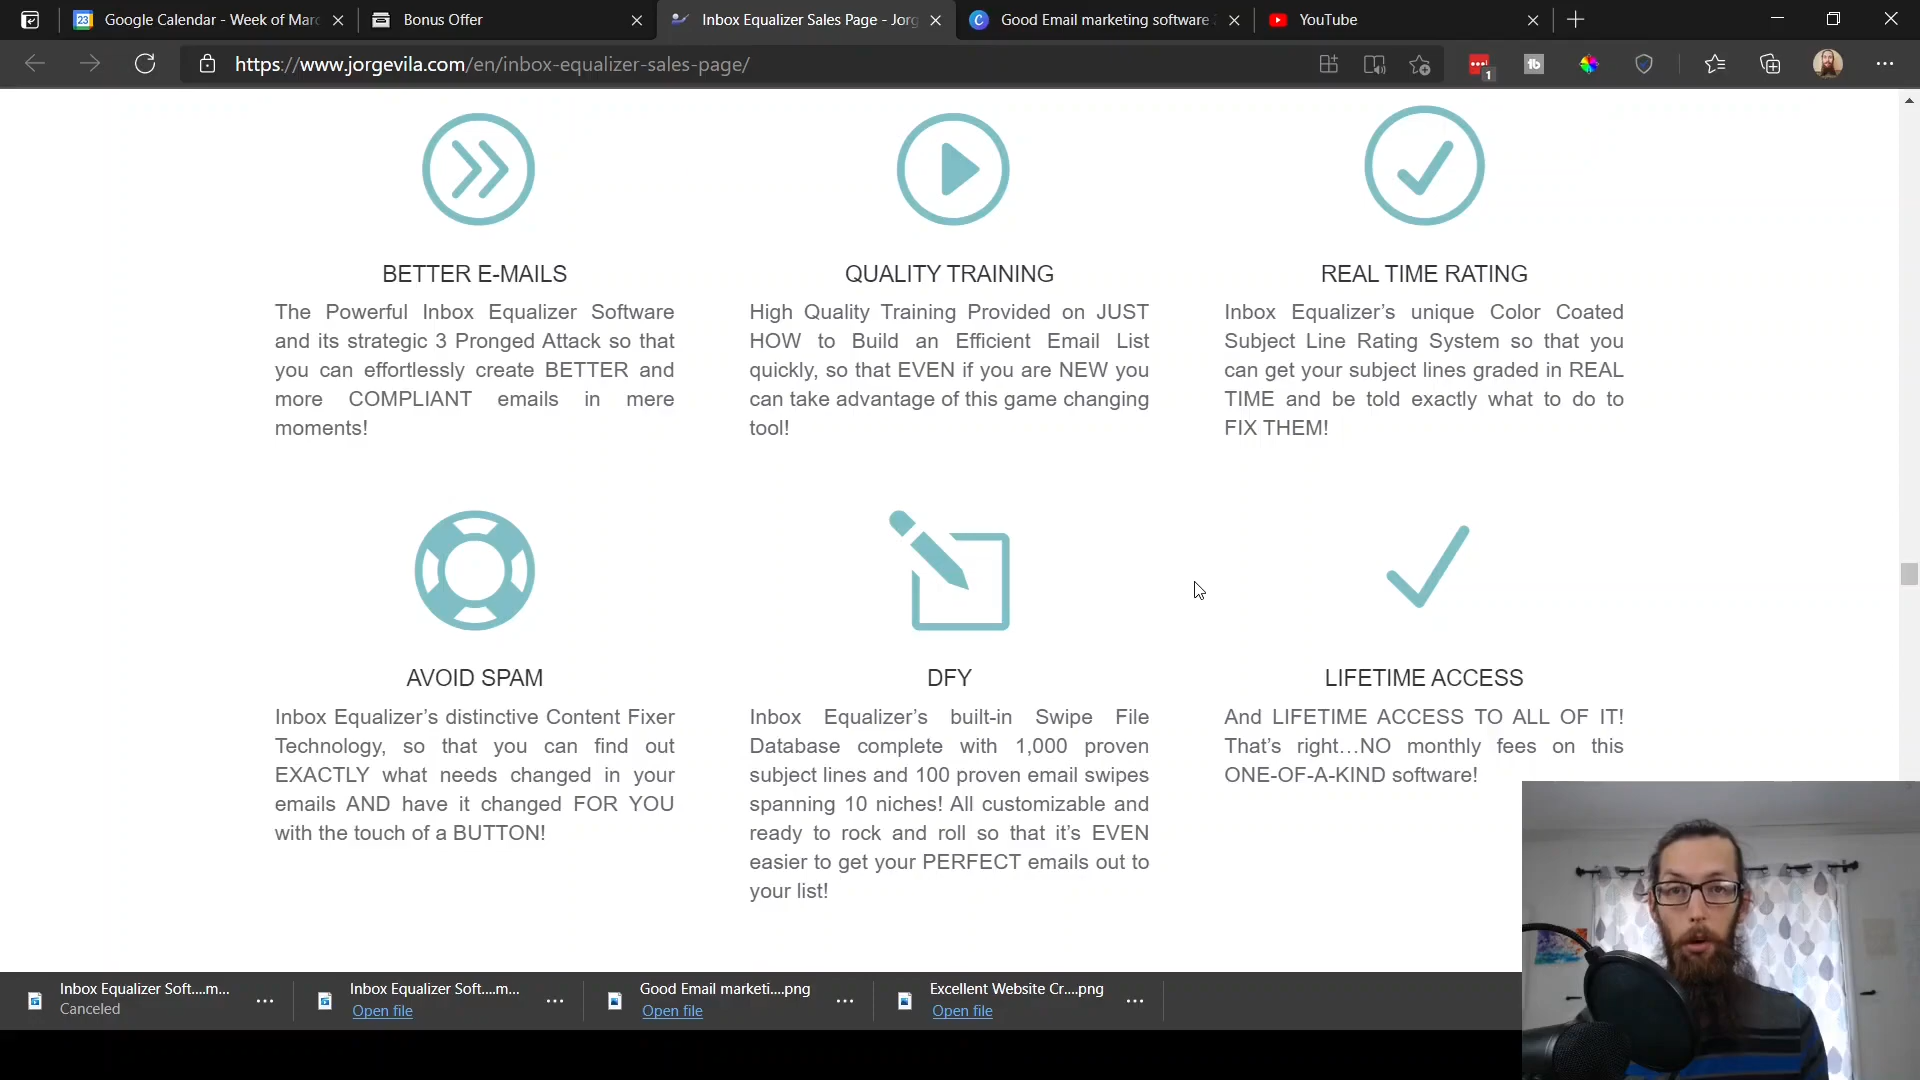 Google Calendar - Week of Mar
Bonus Offer
Inbox Equalizer Sales Page - Jorg
Good Email marketing software
YouTube
https://www.jorgevila.com/en/inbox-equalizer-sales-page/
1
BETTER E-MAILS
The Powerful Inbox Equalizer Software
and its strategic 3 Pronged Attack so that
you can effortlessly create BETTER and
more COMPLIANT emails in mere
moments!
QUALITY TRAINING
High Quality Training Provided on JUST
HOW to Build an Efficient Email List
quickly, so that EVEN if you are NEW you
can take advantage of this game changing
tool!
REAL TIME RATING
Inbox Equalizer’s unique Color Coated
Subject Line Rating System so that you
can get your subject lines graded in REAL
TIME and be told exactly what to do to
FIX THEM!
AVOID SPAM
Inbox Equalizer’s distinctive Content Fixer
Technology, so that you can find out
EXACTLY what needs changed in your
emails AND have it changed FOR YOU
with the touch of a BUTTON!
DFY
Inbox Equalizer’s built-in Swipe File
Database complete with 1,000 proven
subject lines and 100 proven email swipes
spanning 10 niches! All customizable and
ready to rock and roll so that it’s EVEN
easier to get your PERFECT emails out to
your list!
LIFETIME ACCESS
And LIFETIME ACCESS TO ALL OF IT!
That’s right…NO monthly fees on this
ONE-OF-A-KIND software!
Inbox Equalizer Soft....m...
Canceled
Inbox Equalizer Soft....m...
Open file
Good Email marketi....png
Open file
Excellent Website Cr....png
Open file